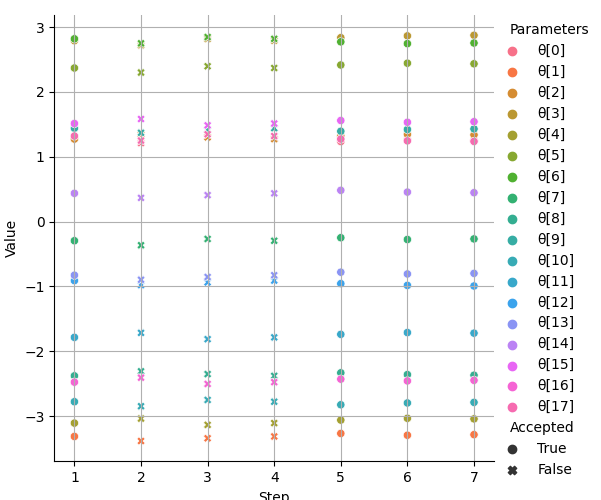 3
2
1
0
−1
−2
−3
Value
1 2 3 4 5 6 7
Step
Parameters
θ[0]
θ[1]
θ[2]
θ[3]
θ[4]
θ[5]
θ[6]
θ[7]
θ[8]
θ[9]
θ[10]
θ[11]
θ[12]
θ[13]
θ[14]
θ[15]
θ[16]
θ[17]
Accepted
True
False